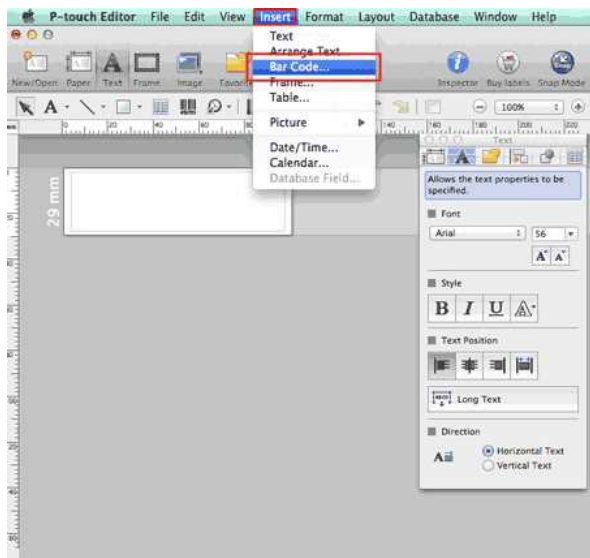 P-touch Editor File Edit View Insert Format Layout Database Window Help
Text
Arrange Text
Bar Code...
Frame...
Table...
Picture
Date/Time...
Calendar...
Database Field...
New/Open Paper Text Frame Image Favorite
Inspector Buy labels Snap Mode
100%
Text
29 mm
Allows the text properties to be
specified.
Font
Arial 56
Style
B I U A
Text Position
Long Text
Direction
Horizontal Text
Vertical Text